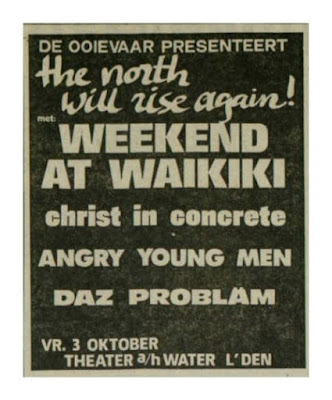 DE OOIEVAAR PRESENTEERT
the north
will rise again!
met:
WEEKEND
AT WAIKIKI
christ in concrete
ANGRY YOUNG MEN
DAZ PROBLÄM
VR. 3 OKTOBER
THEATER a/h WATER L'DEN